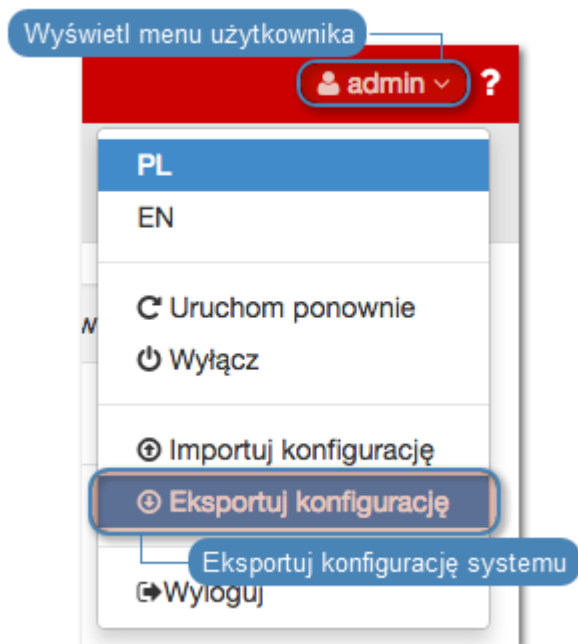 Wyświetl menu użytkownika
admin ?
PL
EN
w
Uruchom ponownie
Wyłącz
Importuj konfigurację
Eksportuj konfigurację
Eksportuj konfigurację systemu
Wyloguj